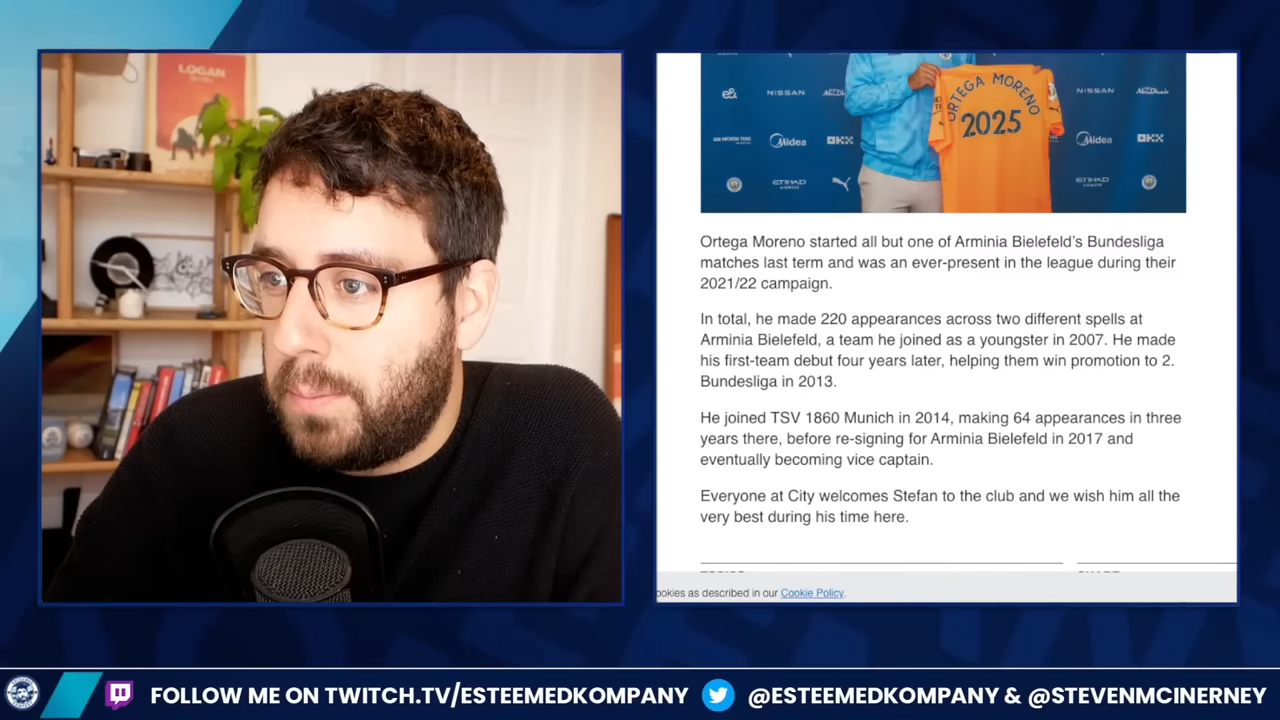 LOGAN
e&
NISSAN
ORTEGA MORENO
2025
NISSAN
Midea
OKX
Midea
OKX
ETIHAD
AIRWAYS
ETIHAD
AIRWAYS
Ortega Moreno started all but one of Arminia Bielefeld’s Bundesliga
matches last term and was an ever-present in the league during their
2021/22 campaign.
In total, he made 220 appearances across two different spells at
Arminia Bielefeld, a team he joined as a youngster in 2007. He made
his first-team debut four years later, helping them win promotion to 2.
Bundesliga in 2013.
He joined TSV 1860 Munich in 2014, making 64 appearances in three
years there, before re-signing for Arminia Bielefeld in 2017 and
eventually becoming vice captain.
Everyone at City welcomes Stefan to the club and we wish him all the
very best during his time here.
ookies as described in our Cookie Policy.
FOLLOW ME ON TWITCH.TV/ESTEEMEDKOMPANY @ESTEEMEDKOMPANY & @STEVENMCINERNEY